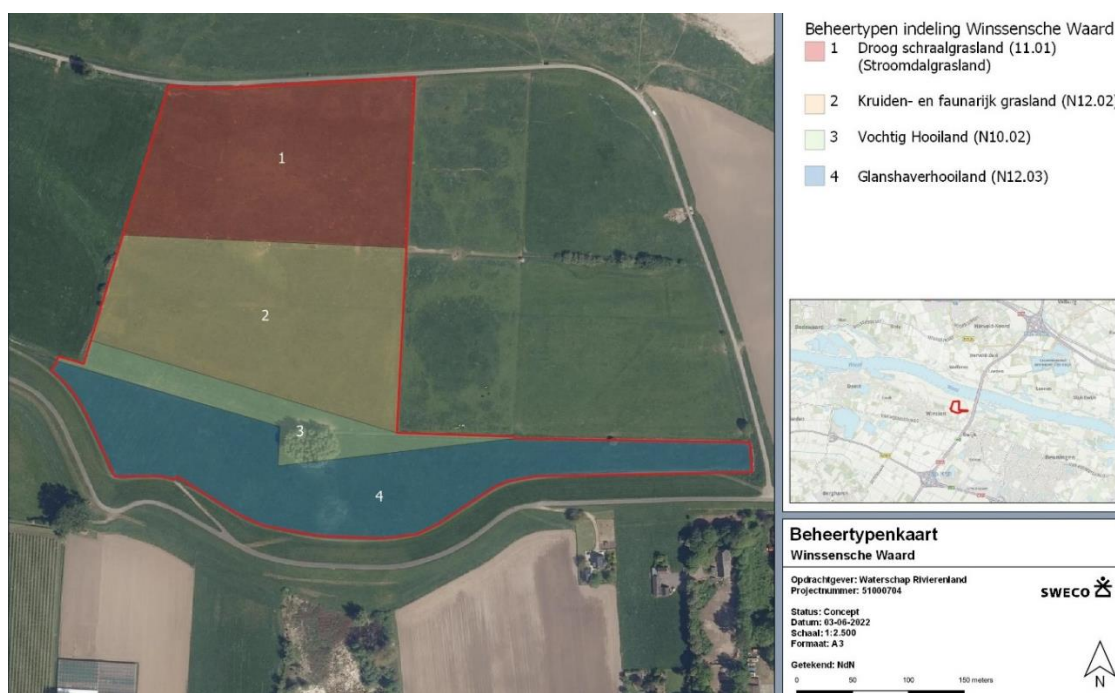 Beheertypen indeling Winssensche Waard
1 Droog schraalgrasland (11.01)
(Stroomdalgrasland)
2 Kruiden- en faunarijk grasland (N12.02)
3 Vochtig Hooiland (N10.02)
4 Glanshaverhooiland (N12.03)
1
2
3
4
Beheertypenkaart
Winssensche Waard
Opdrachtgever: Waterschap Rivierenland
Projectnummer: 51000704
SWECO
Status: Concept
Datum: 03-06-2022
Schaal: 1:2.500
Formaat: A3
Getekend: NdN
0 50 100 150 meters
N